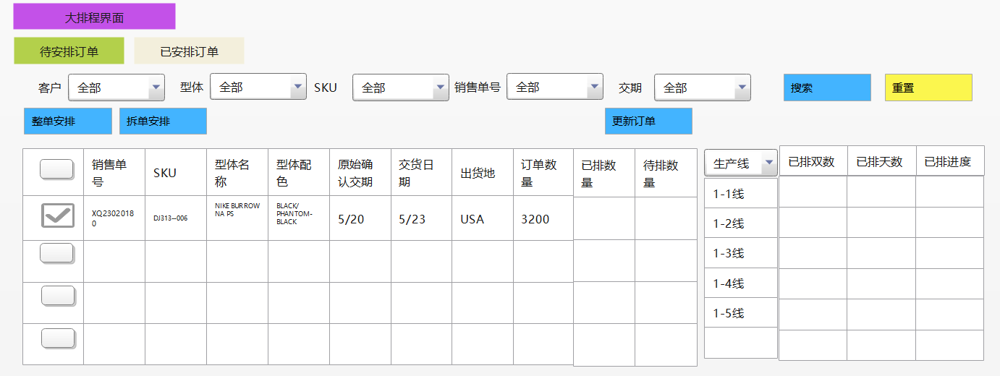 大排程界面
待安排订单 已安排订单
客户 全部 型体 全部 SKU 全部 销售单号 全部 交期 全部 搜索 重置
整单安排 拆单安排 更新订单
销售单号 SKU 型体名称 型体配色 原始确认交期 交货日期 出货地 订单数量 已排数量 待排数量 生产线 已排双数 已排天数 已排进度
XQ23020180 DJ313--006 NIKE BURROW NA PS BLACK/PHANTOM-BLACK 5/20 5/23 USA 3200
1-1线
1-2线
1-3线
1-4线
1-5线